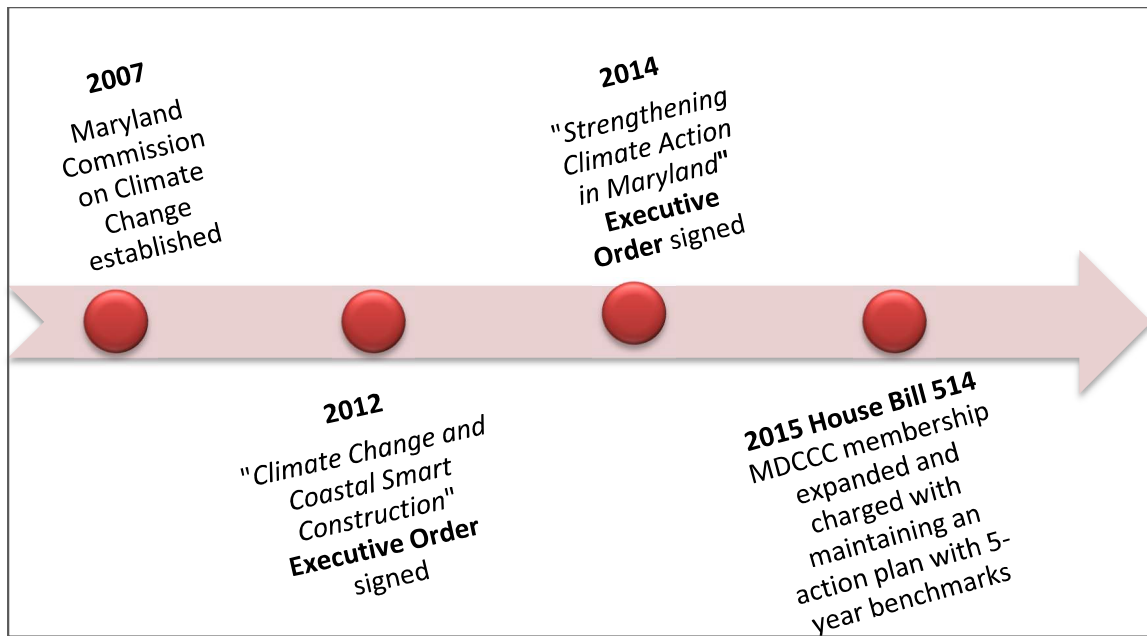 2007
Maryland
Commission
on Climate
Change
established
2012
"Climate Change and
Coastal Smart
Construction"
Executive Order
signed
2014
"Strengthening
Climate Action
in Maryland"
Executive
Order signed
2015 House Bill 514
MDCCC membership
expanded and
charged with
maintaining an
action plan with 5-
year benchmarks